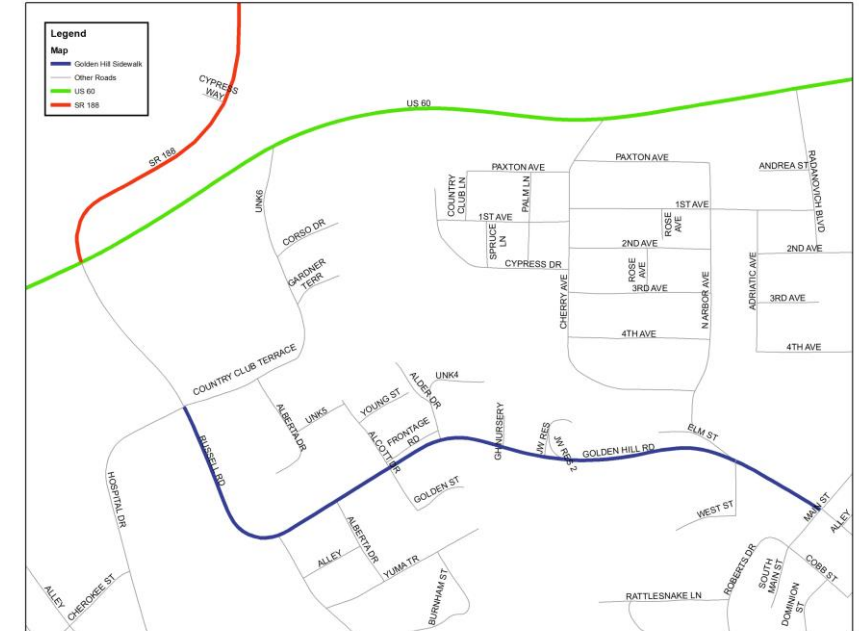 Legend
Map
Golden Hill Sidewalk
Other Roads
US 60
SR 188
CYPRESS
WAY
US 60
SR 188
UNK6
PAXTON AVE
PAXTON AVE
ANDREA ST
RADANOVICH BLVD
COUNTRY
CLUB LN
PALM LN
1ST AVE
1ST AVE
ROSE
AVE
SPRUCE
LN
CORSO DR
2ND AVE
2ND AVE
CYPRESS DR
GARDNER
TERR
ROSE
AVE
CHERRY AVE
3RD AVE
N ARBOR AVE
ADRIATIC AVE
3RD AVE
4TH AVE
4TH AVE
COUNTRY CLUB TERRACE
ALDER DR
UNK4
ALBERTA DR
UNK5
YOUNG ST
GH NURSERY
JW RES
JW RES 2
FRONTAGE
RD
ALCOTT DR
ELM ST
GOLDEN HILL RD
RUSSELL RD
HOSPITAL DR
GOLDEN ST
WEST ST
MAIN ST
ALLEY
ALBERTA DR
ALLEY
YUMA TR
BURNHAM ST
ROBERTS DR
SOUTH
MAIN ST
COBB ST
ALLEY
CHEROKEE ST
RATTLESNAKE LN
DOMINION
ST